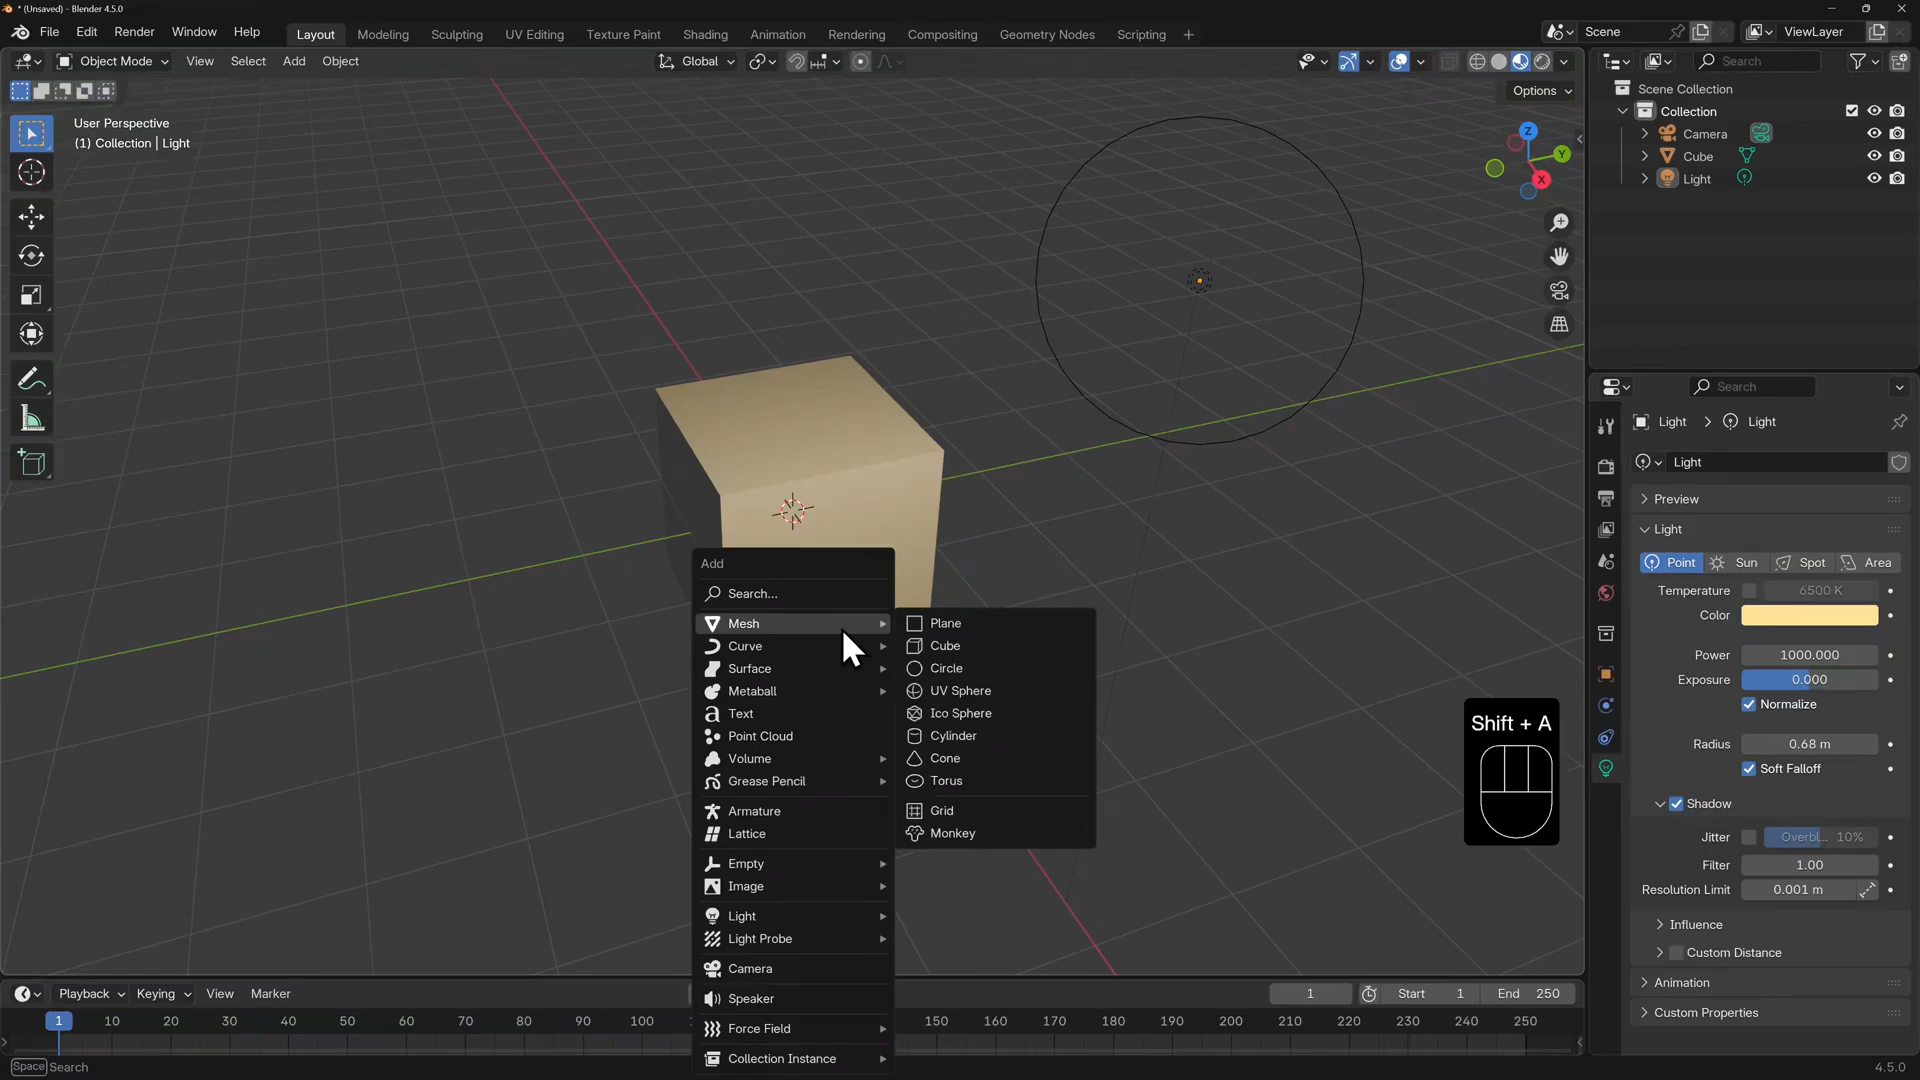 * (Unsaved) - Blender 4.5.0
File Edit Render Window Help Layout Modeling Sculpting UV Editing Texture Paint Shading Animation Rendering Compositing Geometry Nodes Scripting + Scene ViewLayer
Object Mode View Select Add Object Global Search
Options
User Perspective
(1) Collection | Light
Z
Y
X
Scene Collection
Collection
Camera
Cube
Light
Search
Light > Light
Light
Preview
Light
Point Sun Spot Area
Temperature 6500 K
Color
Power 1000.000
Exposure 0.000
Normalize
Radius 0.68 m
Soft Falloff
Shadow
Jitter Overbl... 10%
Filter 1.00
Resolution Limit 0.001 m
Influence
Custom Distance
Animation
Custom Properties
Add
Search...
Mesh
Curve
Surface
Metaball
Text
Point Cloud
Volume
Grease Pencil
Armature
Lattice
Empty
Image
Light
Light Probe
Camera
Speaker
Force Field
Collection Instance
Plane
Cube
Circle
UV Sphere
Ico Sphere
Cylinder
Cone
Torus
Grid
Monkey
Shift + A
Playback Keying View Marker 1 Start 1 End 250
1 10 20 30 40 50 60 70 80 90 100 150 160 170 180 190 200 210 220 230 240 250
Space Search 4.5.0